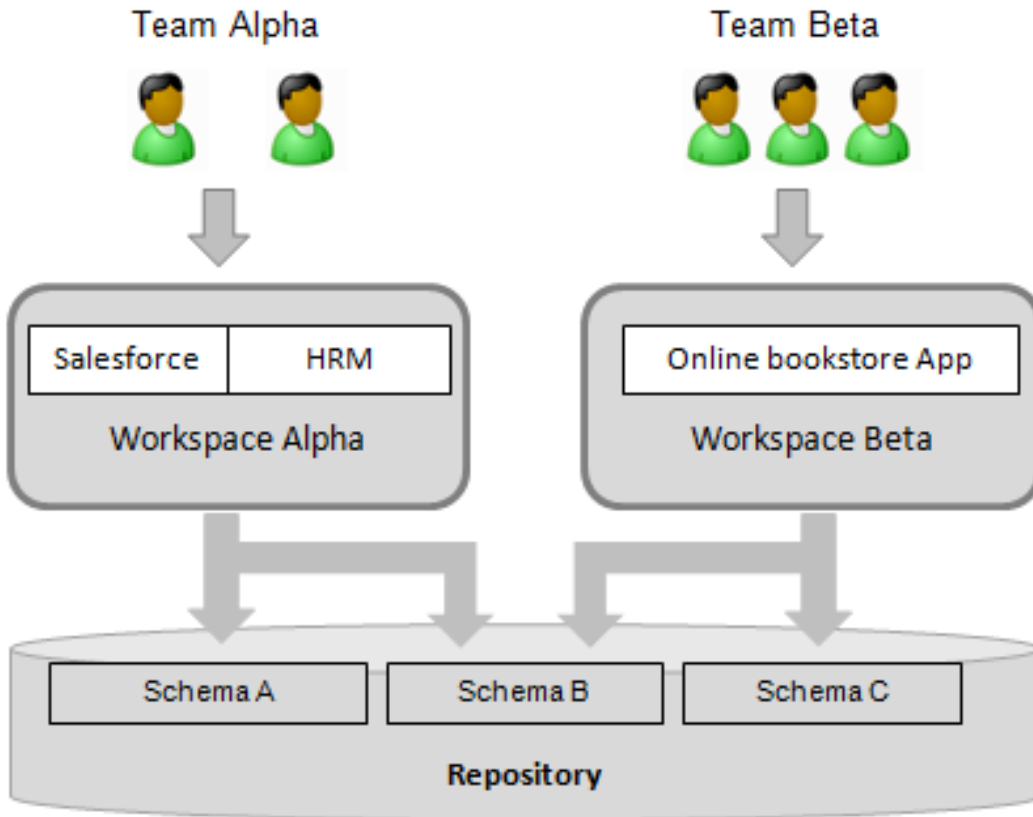 Team Alpha
Team Beta
Salesforce
HRM
Online bookstore App
Workspace Alpha
Workspace Beta
Schema A
Schema B
Schema C
Repository